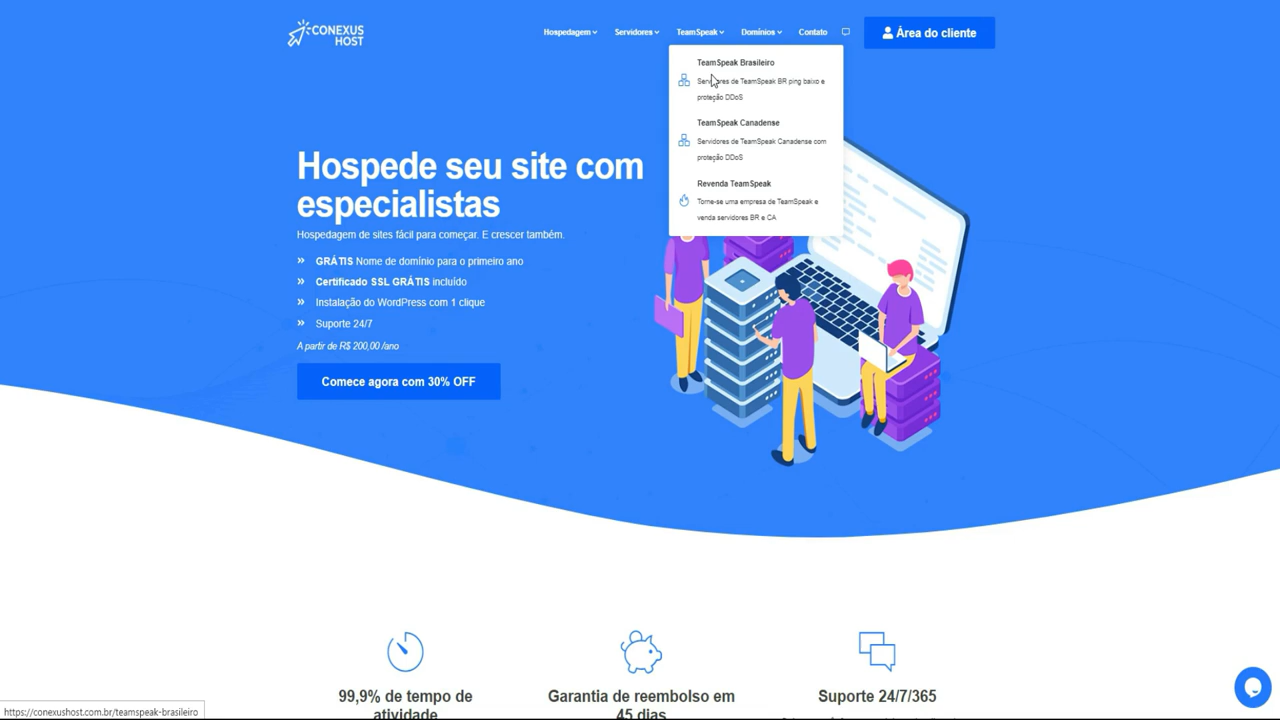 CONEXUS
HOST
Hospedagem
Servidores
TeamSpeak
Domínios
Contato
Área do cliente
TeamSpeak Brasileiro
Servidores de TeamSpeak BR ping baixo e
proteção DDoS
TeamSpeak Canadense
Servidores de TeamSpeak Canadense com
proteção DDoS
Revenda TeamSpeak
Torne-se uma empresa de TeamSpeak e
venda servidores BR e CA
Hospede seu site com
especialistas
Hospedagem de sites fácil para começar. E crescer também.
GRÁTIS Nome de domínio para o primeiro ano
Certificado SSL GRÁTIS incluído
Instalação do WordPress com 1 clique
Suporte 24/7
A partir de R$ 200,00 /ano
Comece agora com 30% OFF
99,9% de tempo de
atividade
Garantia de reembolso em
45 dias
Suporte 24/7/365
https://conexushost.com.br/teamspeak-brasileiro